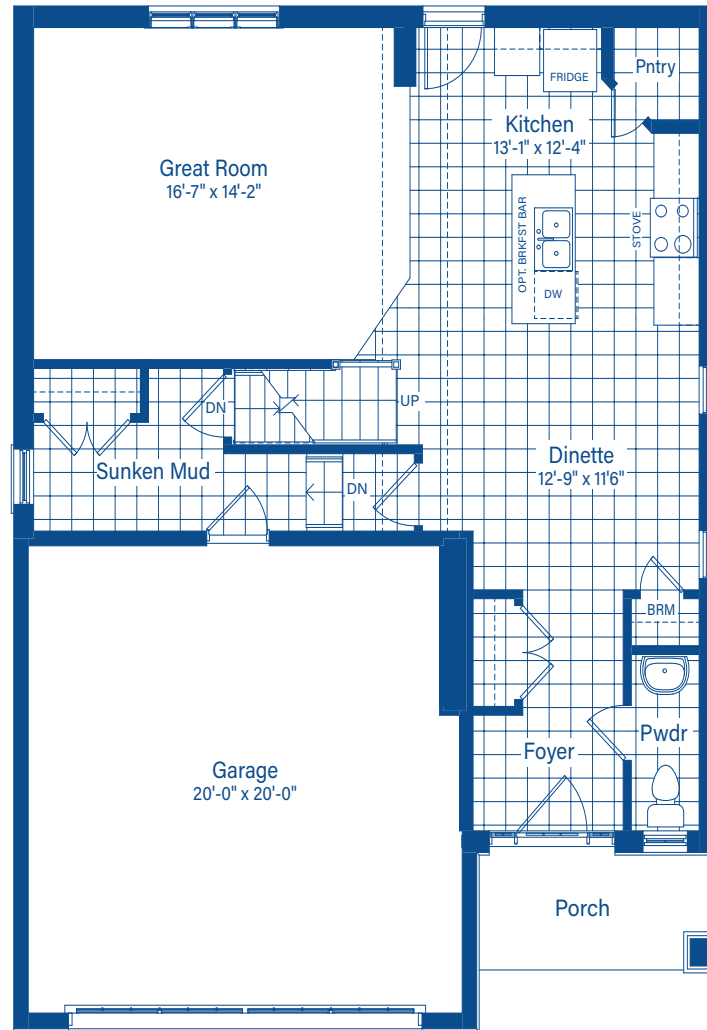 FRIDGE
Pntry
Kitchen
13'-1" x 12'-4"
Great Room
16'-7" x 14'-2"
OPT. BRKFST BAR
STOVE
DW
DN
UP
Sunken Mud
DN
Dinette
12'-9" x 11'6"
BRM
Pwdr
Foyer
Garage
20'-0" x 20'-0"
Porch